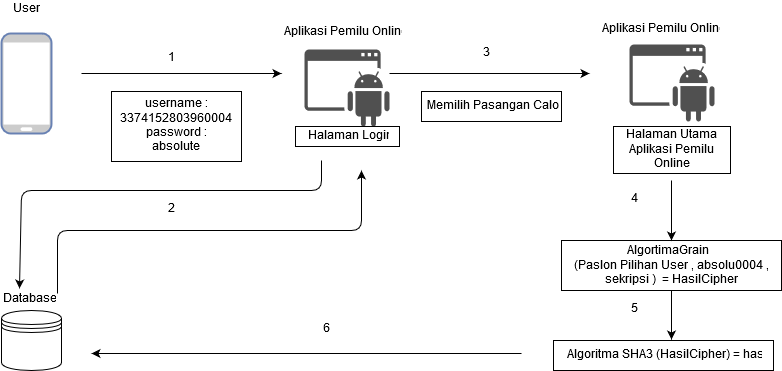 User
Aplikasi Pemilu Onlin
Aplikasi Pemilu Onlin
1
3
username :
3374152803960004
password :
absolute
Halaman Login
Memilih Pasangan Calo
Halaman Utama
Aplikasi Pemilu
Online
2
4
AlgortimaGrain
(Paslon Pilihan User , absolu0004 ,
sekripsi ) = HasilCipher
Database
5
6
Algoritma SHA3 (HasilCipher) = has